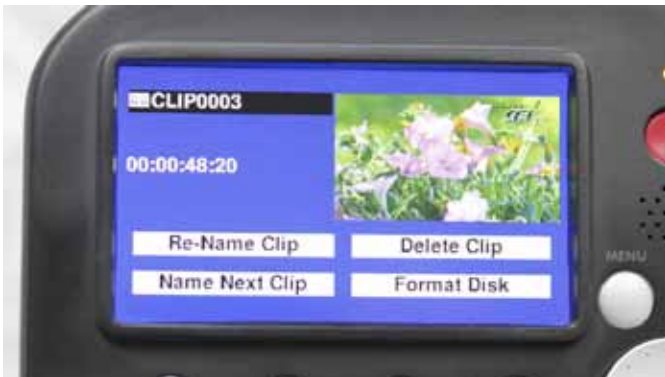 CLIP0003
00:00:48:20
Re-Name Clip
Delete Clip
Name Next Clip
Format Disk
MENU